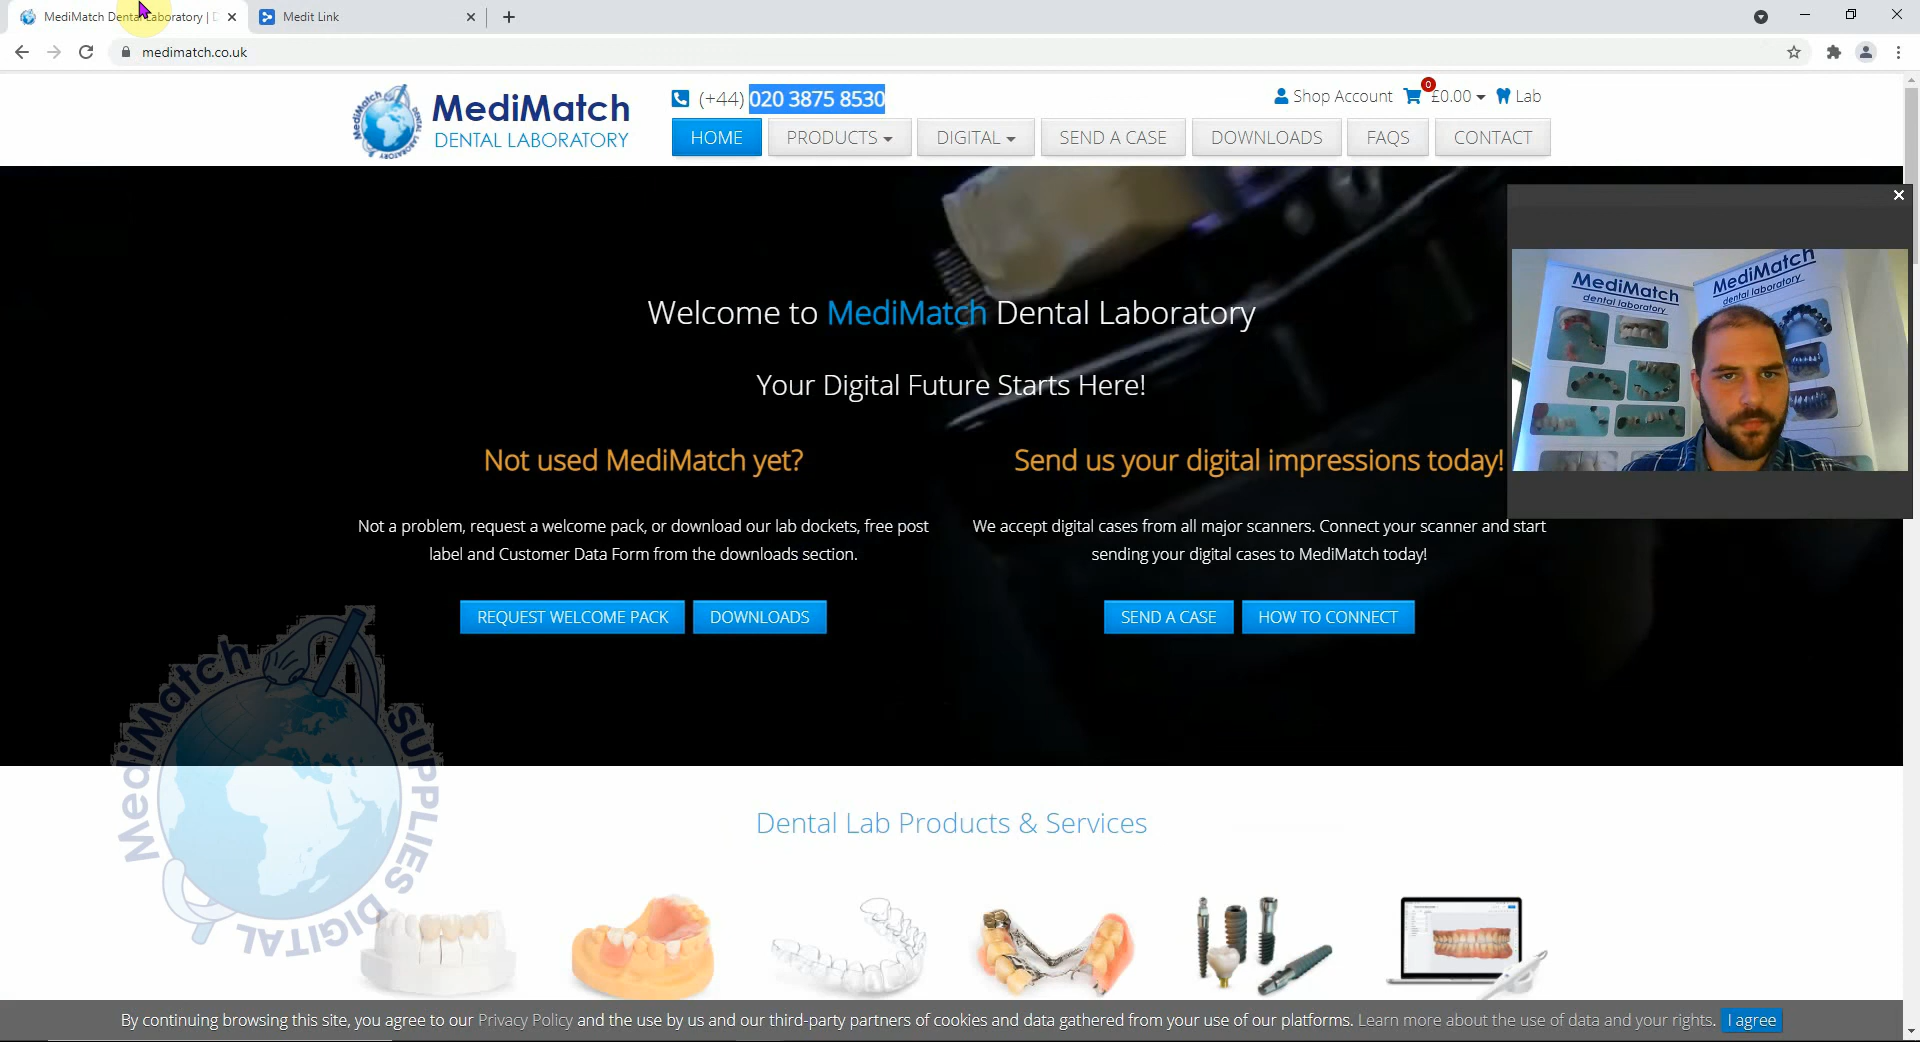 MediMatch Dental Laboratory | D
Medit Link
medimatch.co.uk
MediMatch
DENTAL LABORATORY
MediMatch
DENTAL LABORATORY
(+44) 020 3875 8530
Shop Account
0
£0.00
Lab
HOME
PRODUCTS
DIGITAL
SEND A CASE
DOWNLOADS
FAQS
CONTACT
MediMatch
dental laboratory
MediMatch
dental laboratory
Welcome to MediMatch Dental Laboratory
Your Digital Future Starts Here!
Not used MediMatch yet?
Not a problem, request a welcome pack, or download our lab dockets, free post
label and Customer Data Form from the downloads section.
REQUEST WELCOME PACK
DOWNLOADS
Send us your digital impressions today!
We accept digital cases from all major scanners. Connect your scanner and start
sending your digital cases to MediMatch today!
SEND A CASE
HOW TO CONNECT
MediMatch
MediMatch
SUPPLIES DIGITAL
Dental Lab Products & Services
By continuing browsing this site, you agree to our Privacy Policy and the use by us and our third-party partners of cookies and data gathered from your use of our platforms. Learn more about the use of data and your rights.
I agree